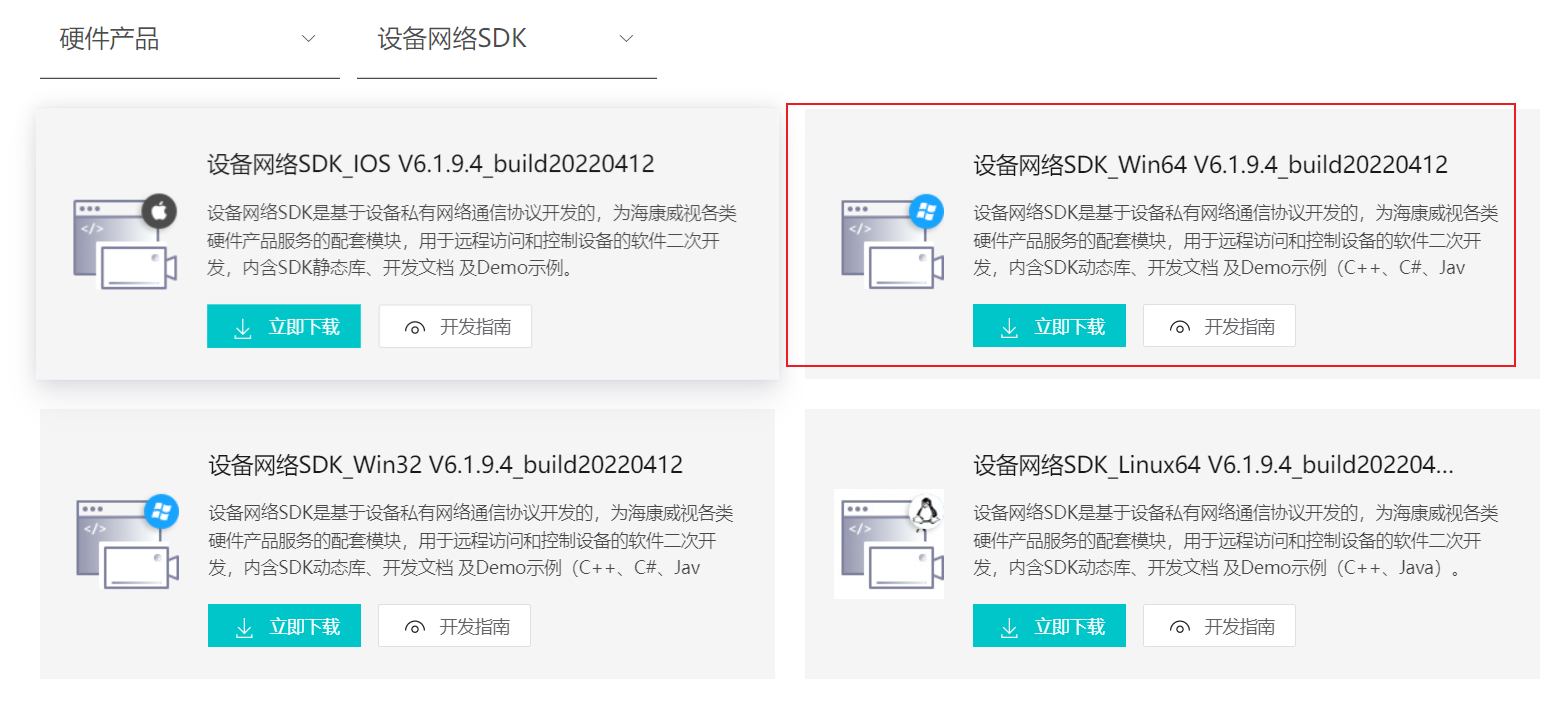 硬件产品
设备网络SDK
设备网络SDK_IOS V6.1.9.4_build20220412
设备网络SDK是基于设备私有网络通信协议开发的，为海康威视各类
硬件产品服务的配套模块，用于远程访问和控制设备的软件二次开
发，内含SDK静态库、开发文档 及Demo示例。
立即下载
开发指南
设备网络SDK_Win64 V6.1.9.4_build20220412
设备网络SDK是基于设备私有网络通信协议开发的，为海康威视各类
硬件产品服务的配套模块，用于远程访问和控制设备的软件二次开
发，内含SDK动态库、开发文档 及Demo示例（C++、C#、Jav
立即下载
开发指南
设备网络SDK_Win32 V6.1.9.4_build20220412
设备网络SDK是基于设备私有网络通信协议开发的，为海康威视各类
硬件产品服务的配套模块，用于远程访问和控制设备的软件二次开
发，内含SDK动态库、开发文档 及Demo示例（C++、C#、Jav
立即下载
开发指南
设备网络SDK_Linux64 V6.1.9.4_build202204...
设备网络SDK是基于设备私有网络通信协议开发的，为海康威视各类
硬件产品服务的配套模块，用于远程访问和控制设备的软件二次开
发，内含SDK动态库、开发文档 及Demo示例（C++、Java）。
立即下载
开发指南